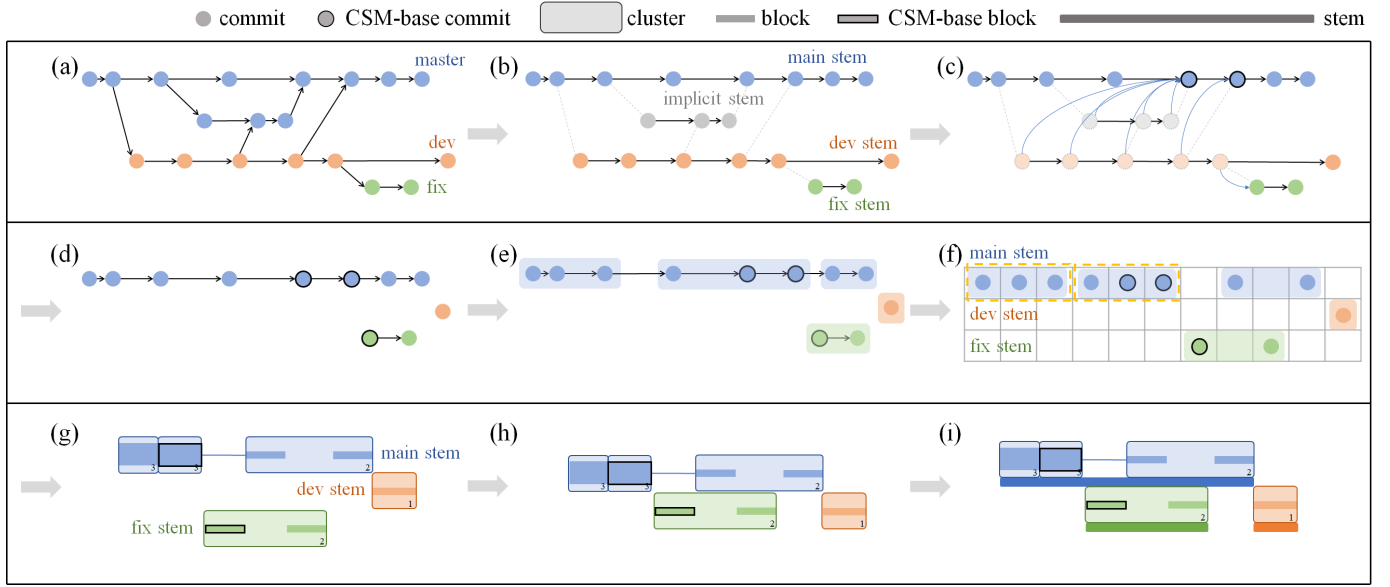 commit CSM-base commit cluster block CSM-base block stem
(a) master (b) main stem (c)
implicit stem
dev dev stem
fix fix stem
(d) (e) (f) main stem
dev stem
fix stem
(g) (h) (i)
3 3 2 main stem 3 3 2 3 3 2
dev stem 1
fix stem 2 2 1 2 1